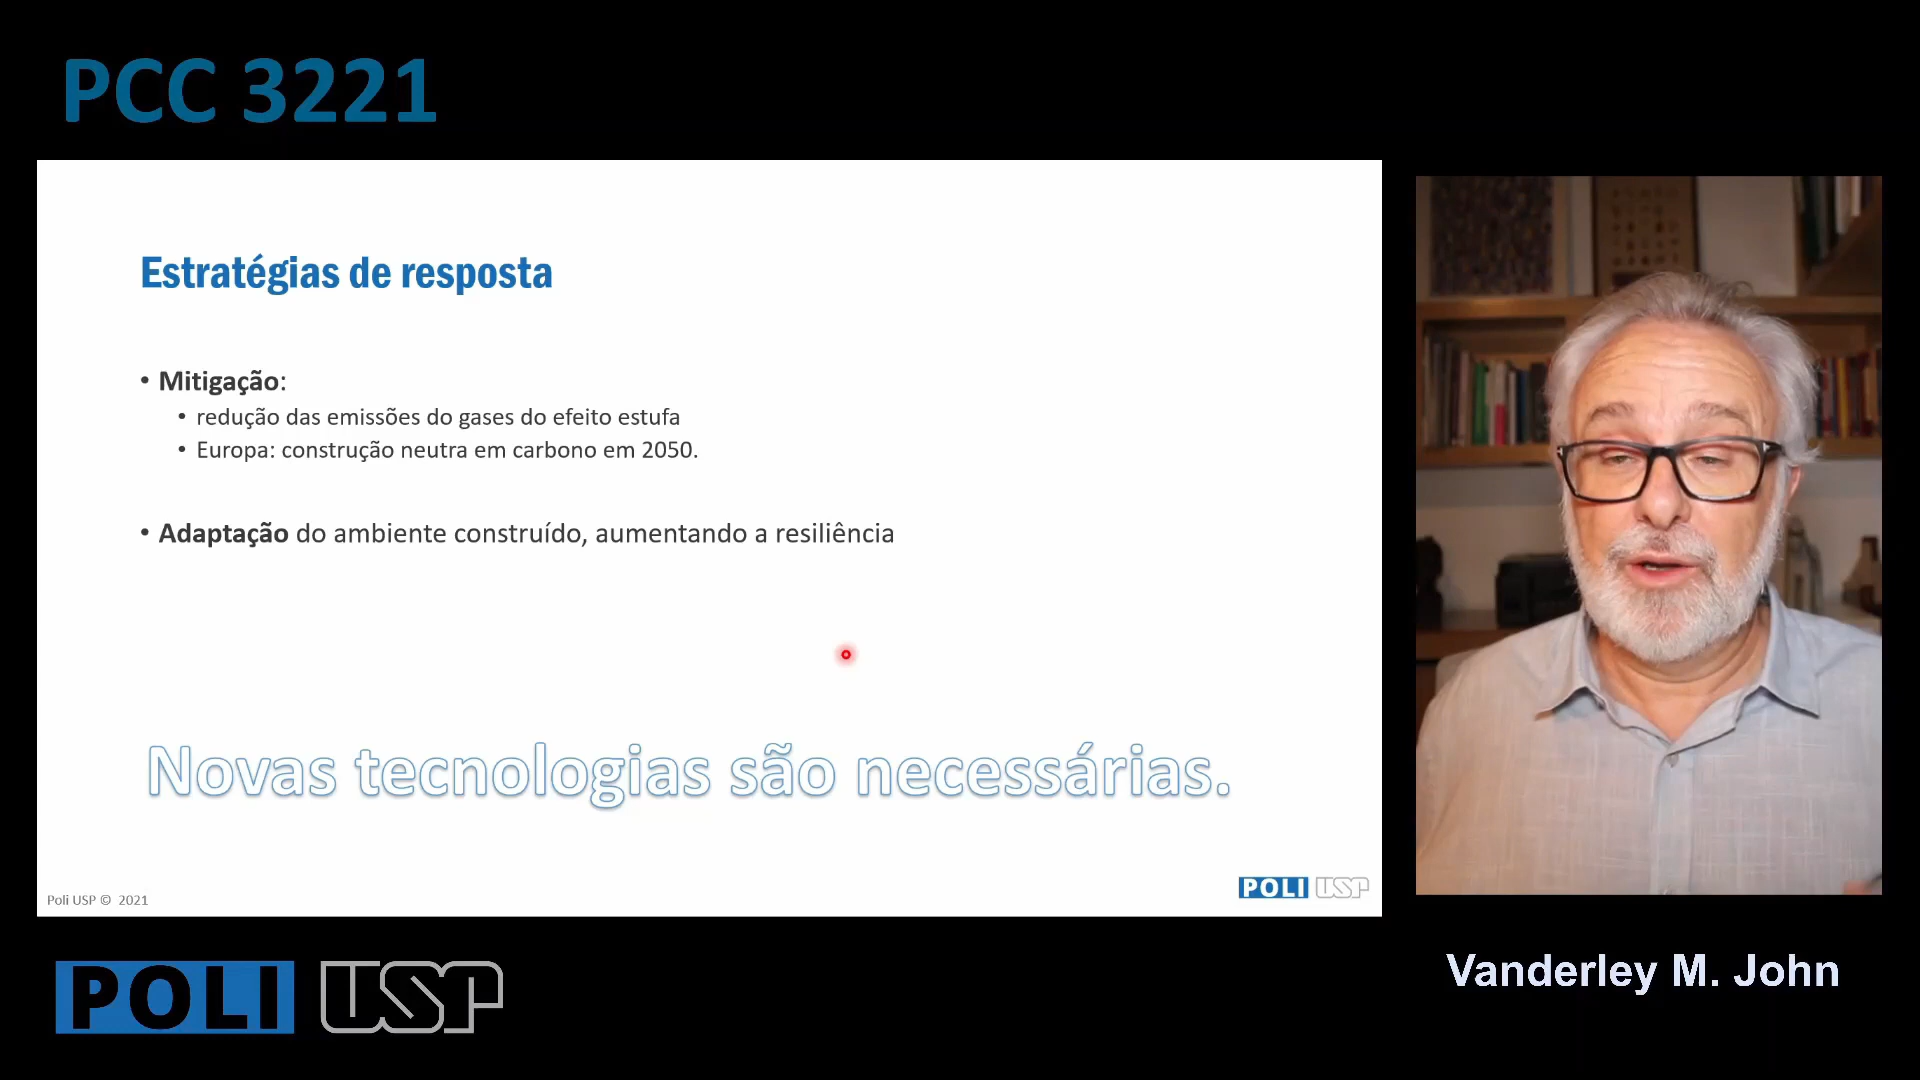 PCC 3221
Estratégias de resposta
• Mitigação:
• redução das emissões do gases do efeito estufa
• Europa: construção neutra em carbono em 2050.
• Adaptação do ambiente construído, aumentando a resiliência
Novas tecnologias são necessárias.
Poli USP © 2021
POLI USP
POLI USP
Vanderley M. John